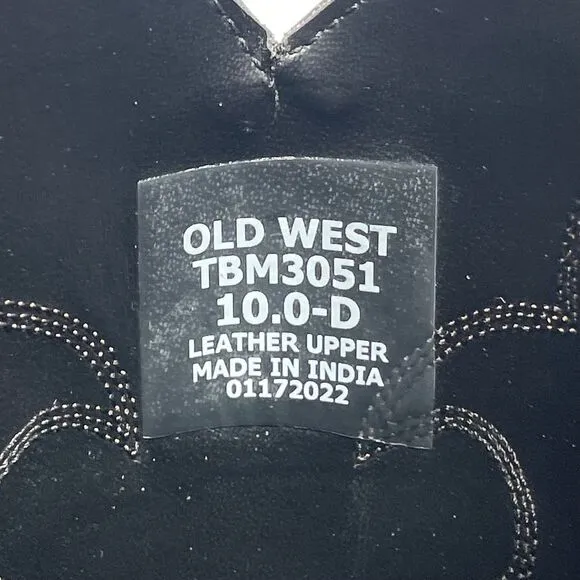 OLD WEST
TBM3051
10.0-D
LEATHER UPPER
MADE IN INDIA
01172022